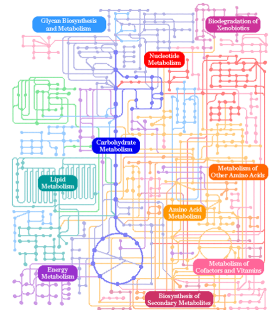 Glycan Biosynthesis
and Metabolism
Biodegradation of
Xenobiotics
Nucleotide
Metabolism
Carbohydrate
Metabolism
Metabolism of
Other Amino Acids
Lipid
Metabolism
Amino Acid
Metabolism
Metabolism of
Cofactors and Vitamins
Energy
Metabolism
Biosynthesis of
Secondary Metabolites